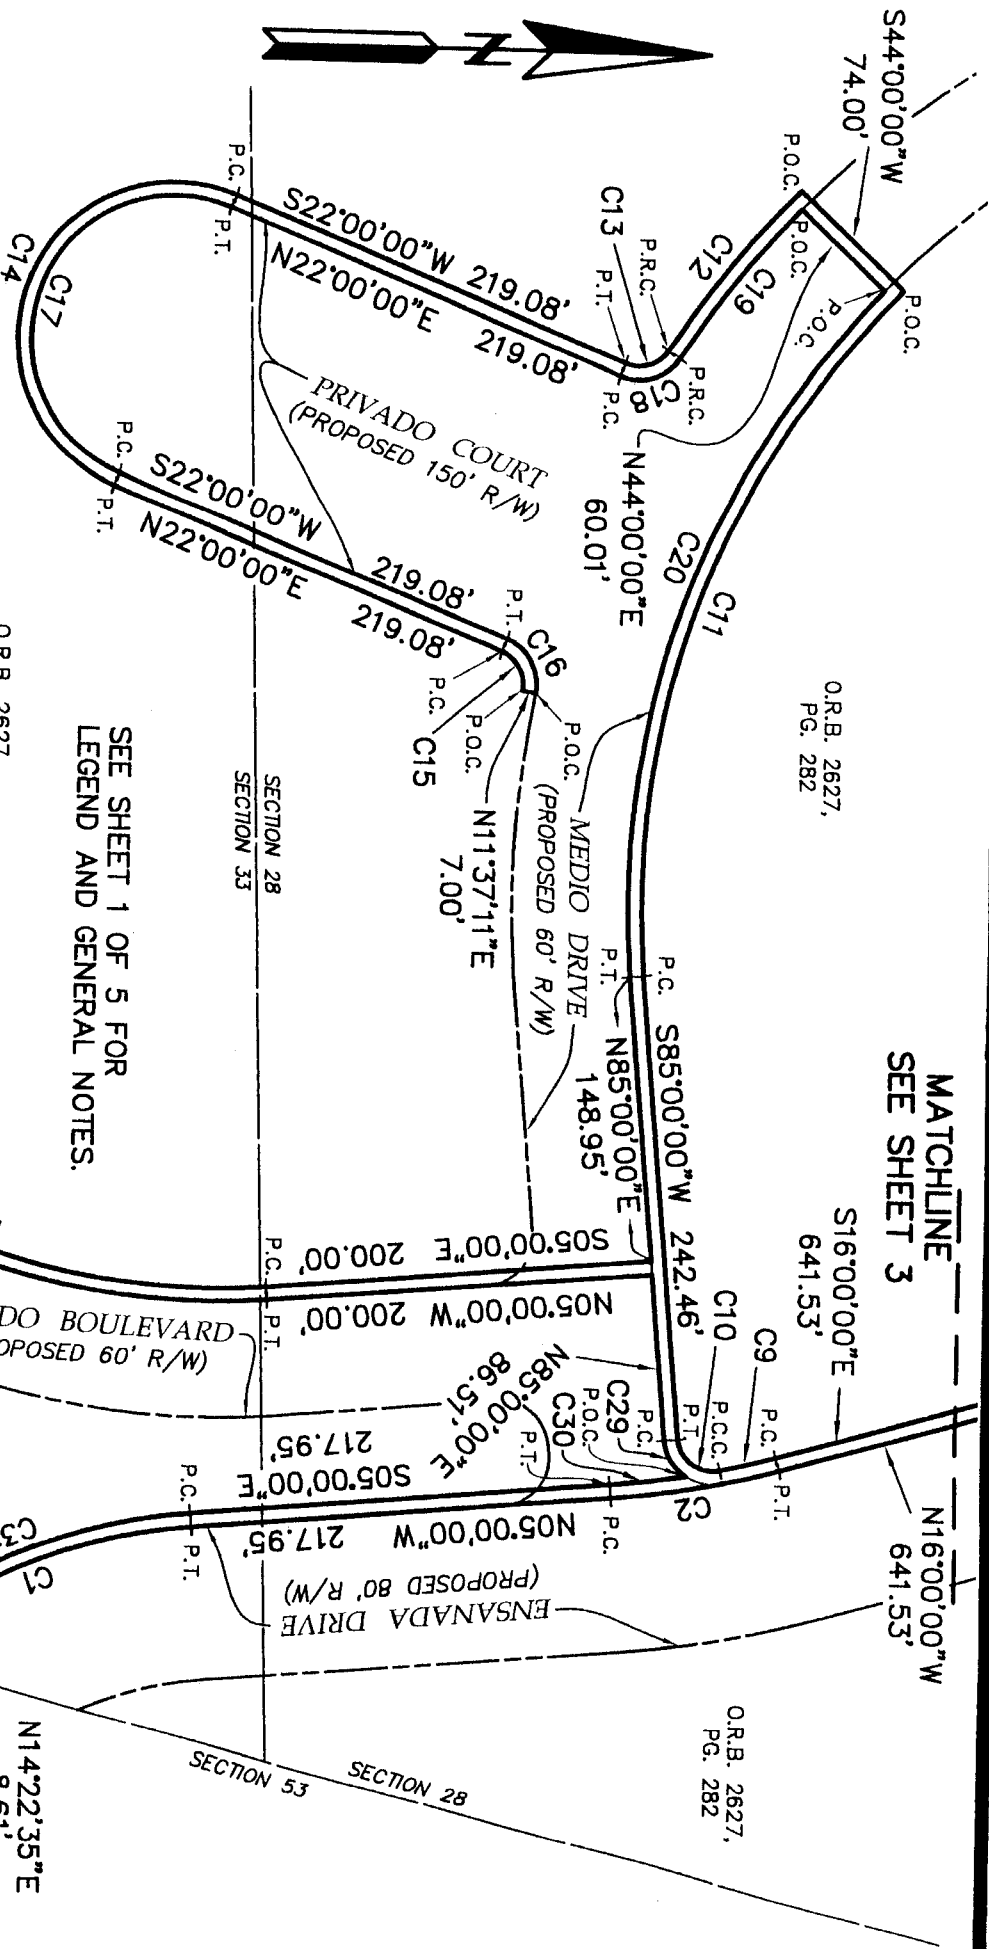 S44°00'00"W
74.00'
N
P.O.C.
P.O.C.
P.O.C.
P.O.C.
C12
C19
C13
P.R.C.
P.T.
P.R.C.
C18
P.C.
P.C.
P.T.
S22°00'00"W 219.08'
N22°00'00"E 219.08'
C14
C17
PRIVADO COURT
(PROPOSED 150' R/W)
N44°00'00"E
60.01'
P.C.
P.T.
S22°00'00"W 219.08'
N22°00'00"E 219.08'
P.T.
C16
P.C.
C15
P.O.C.
P.O.C.
N11°37'11"E
7.00'
C20
C11
O.R.B. 2627,
PG. 282
MEDIO DRIVE
(PROPOSED 60' R/W)
SECTION 28
SECTION 33
O.R.B. 2627
SEE SHEET 1 OF 5 FOR
LEGEND AND GENERAL NOTES.
P.C.
P.T.
S85°00'00"W 242.46'
N85°00'00"E
148.95'
MATCHLINE
SEE SHEET 3
S16°00'00"E
641.53'
S05°00'00"E 200.00'
N05°00'00"W 200.00'
P.C.
P.T.
DO BOULEVARD
OPOSED 60' R/W)
C10
C9
N85°00'00"E
86.51'
C29
P.O.C.
C30
P.T.
P.C.
P.T.
P.C.C.
P.C.
P.T.
C2
P.C.
S05°00'00"E
217.95'
N05°00'00"W 217.95'
P.C.
P.T.
C3
C1
N16°00'00"W
641.53'
ENSANADA DRIVE
(PROPOSED 80' R/W)
O.R.B. 2627,
PG. 282
SECTION 53
SECTION 28
N14°22'35"E
8.61'